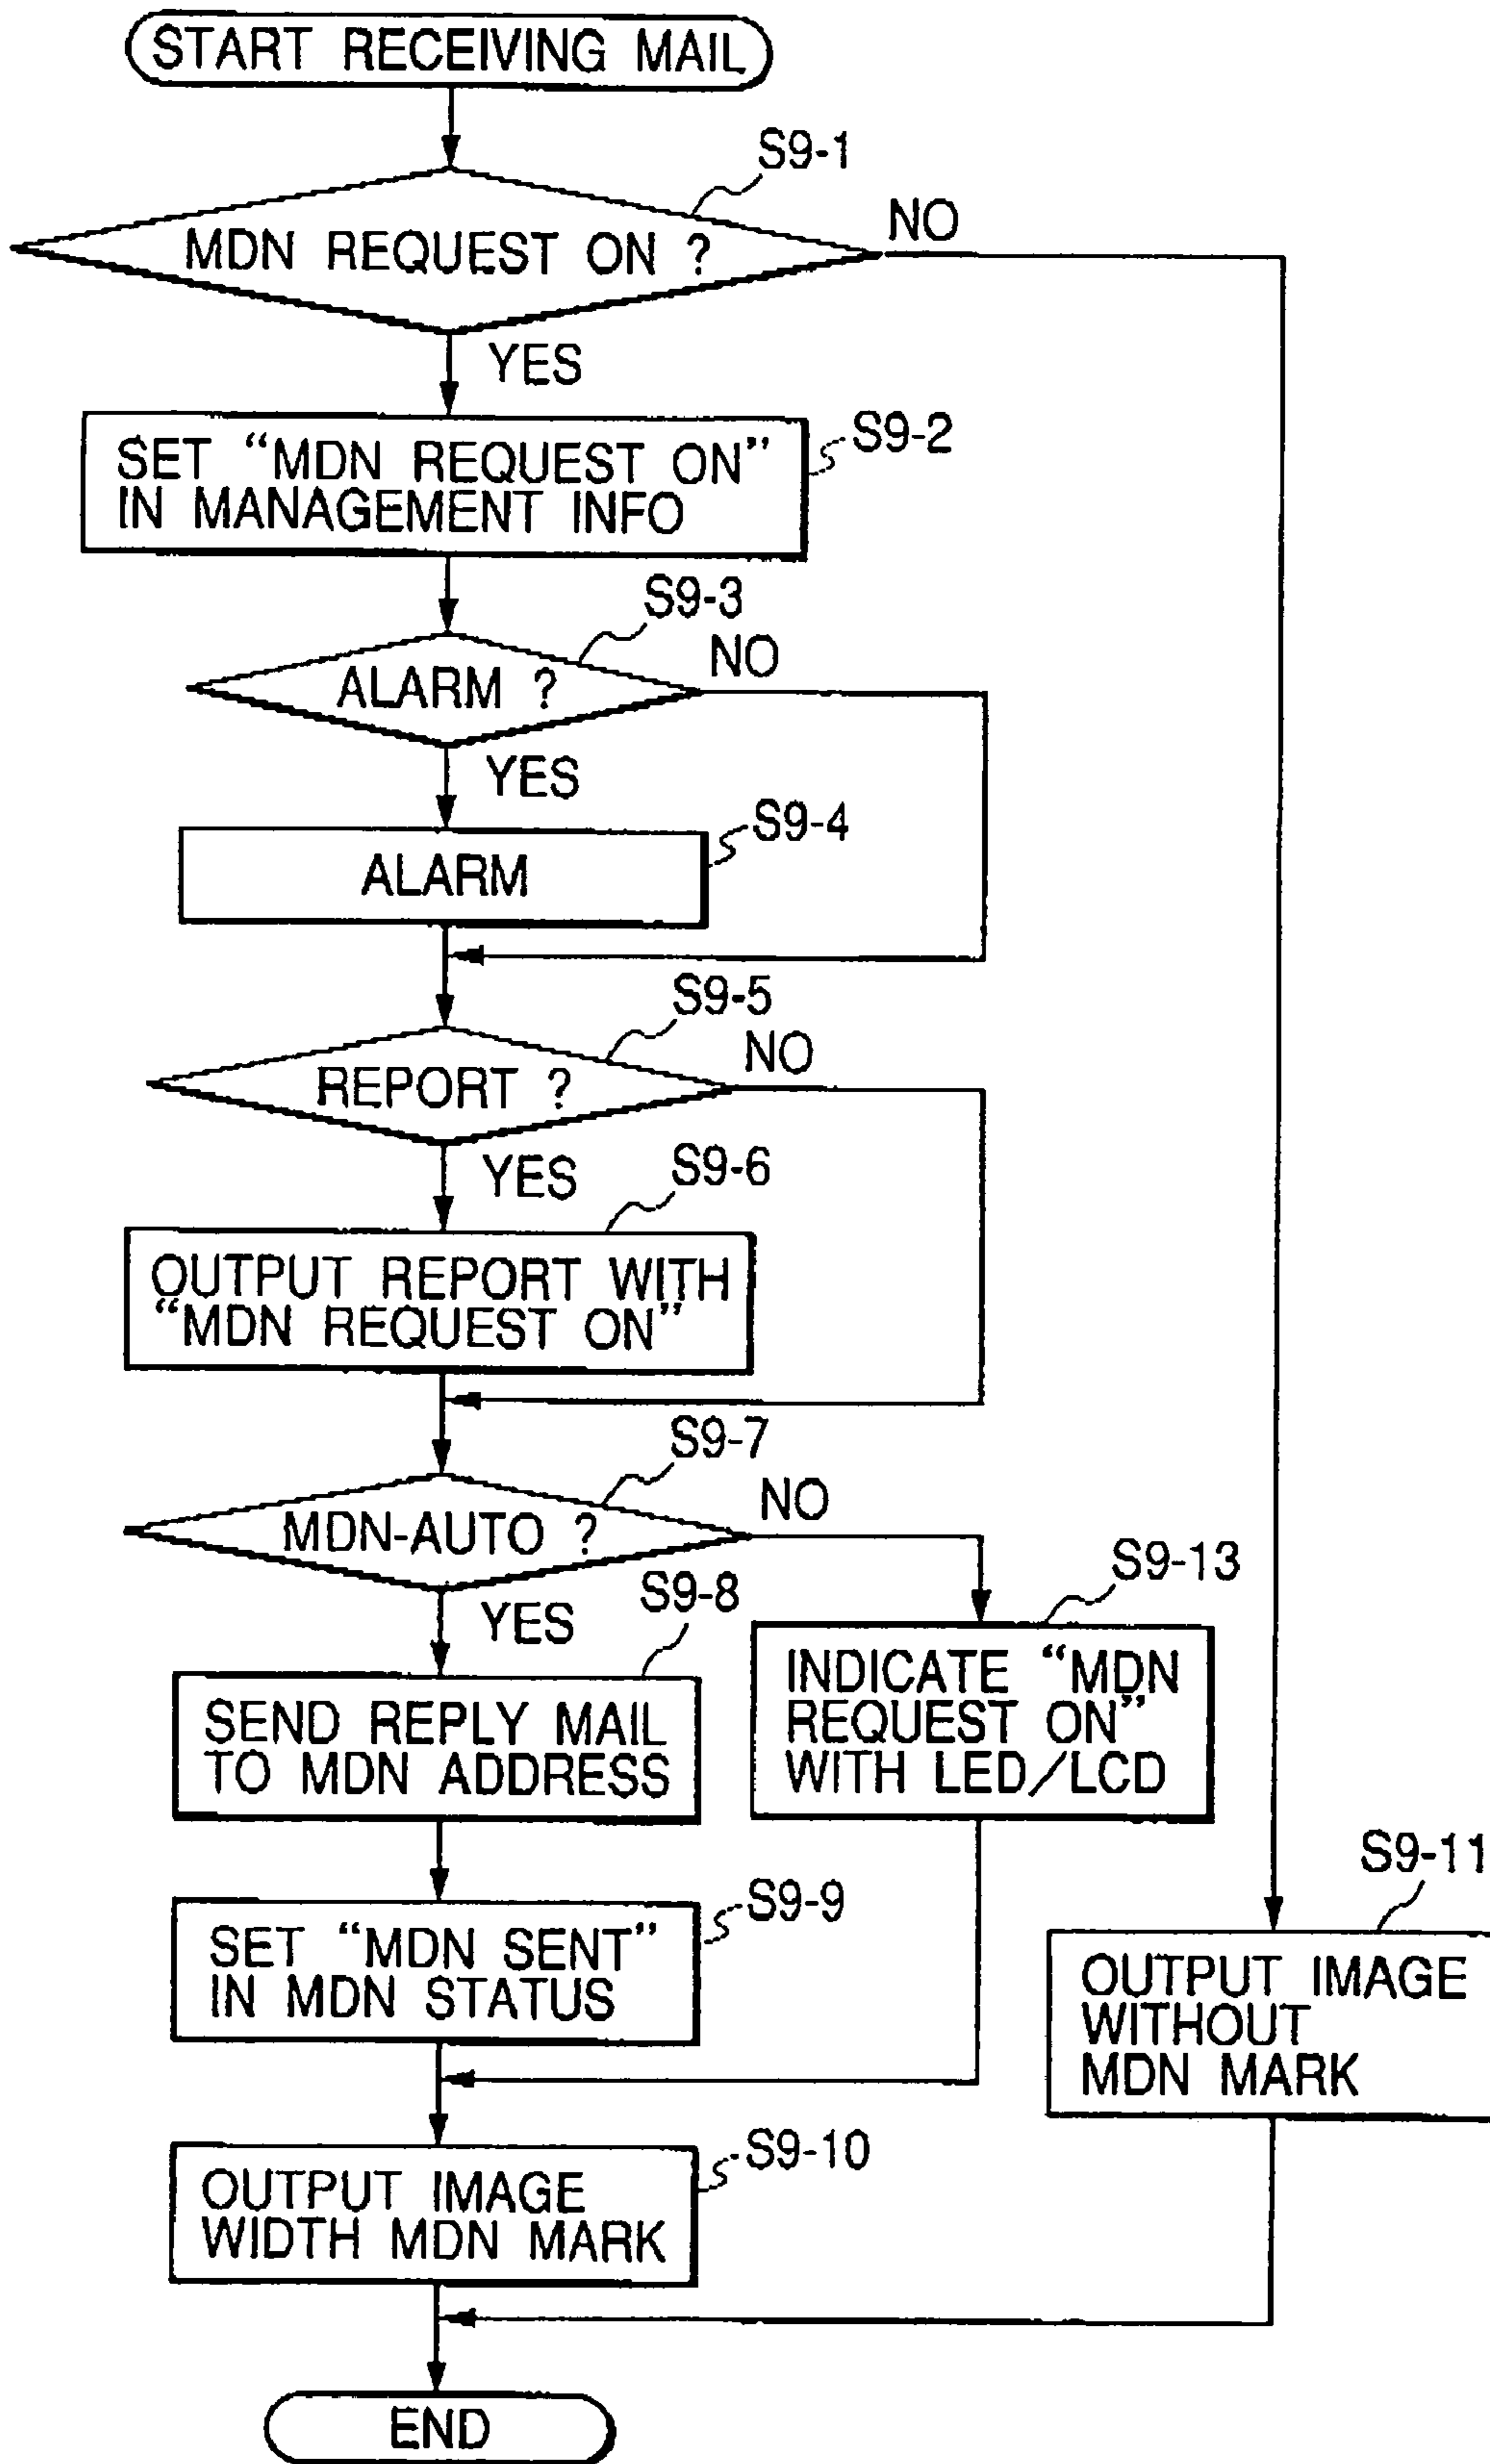 START RECEIVING MAIL
S9-1
MDN REQUEST ON ?
NO
YES
S9-2
SET “MDN REQUEST ON”
IN MANAGEMENT INFO
S9-3
ALARM ?
NO
YES
S9-4
ALARM
S9-5
REPORT ?
NO
YES
S9-6
OUTPUT REPORT WITH
“MDN REQUEST ON”
S9-7
MDN-AUTO ?
NO
YES
S9-8
SEND REPLY MAIL
TO MDN ADDRESS
S9-13
INDICATE “MDN
REQUEST ON”
WITH LED/LCD
S9-9
SET “MDN SENT”
IN MDN STATUS
S9-11
OUTPUT IMAGE
WITHOUT
MDN MARK
S9-10
OUTPUT IMAGE
WIDTH MDN MARK
END